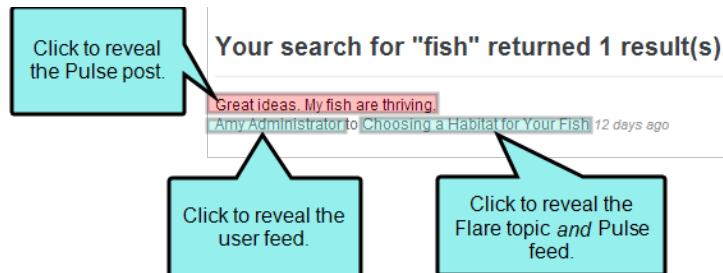 Click to reveal
the Pulse post.
Your search for "fish" returned 1 result(s)
Great ideas. My fish are thriving.
Amy Administrator to Choosing a Habitat for Your Fish 12 days ago
Click to reveal the
user feed.
Click to reveal the
Flare topic and Pulse
feed.